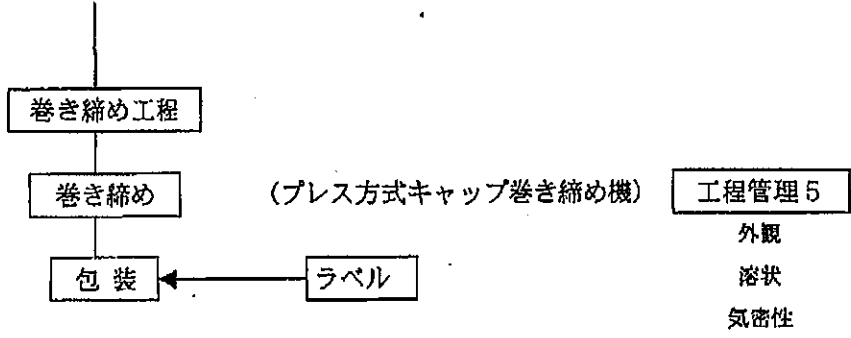 巻き締め工程
巻き締め (プレス方式キャップ巻き締め機) 工程管理5
外観
溶状
包装 ラベル
気密性